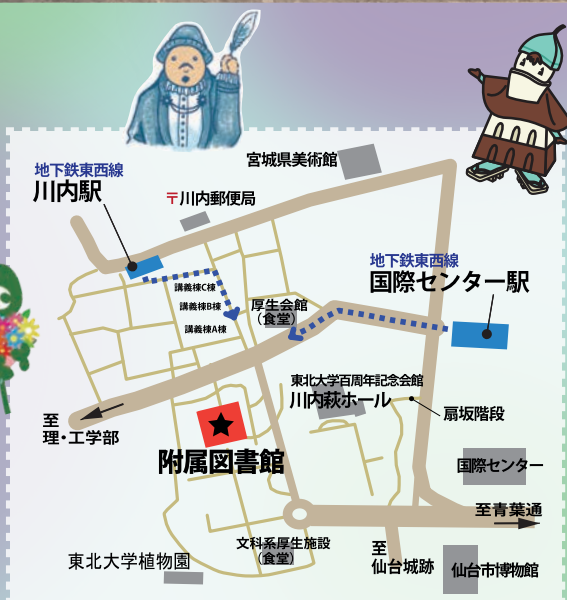 宮城県美術館
地下鉄東西線
川内駅
〒川内郵便局
地下鉄東西線
国際センター駅
講義棟C棟
講義棟B棟
講義棟A棟
厚生会館
（食堂）
東北大学百周年記念会館
川内萩ホール
扇坂階段
至
理・工学部
附属図書館
国際センター
至青葉通
文科系厚生施設
（食堂）
至
仙台城跡
東北大学植物園
仙台市博物館